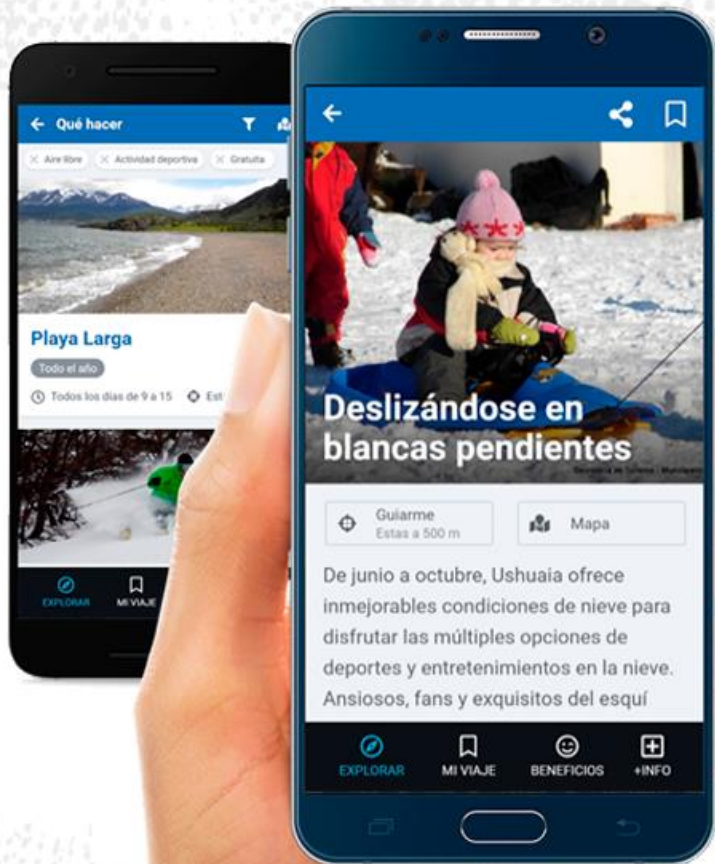 Qué hacer
Aire libre
Actividad deportiva
Gratuita
Playa Larga
Todo el año
Todos los días de 9 a 15
EXPLORAR
MI VIAJE
Deslizándose en
blancas pendientes
Guiarme
Estas a 500 m
Mapa
De junio a octubre, Ushuaia ofrece
inmejorables condiciones de nieve para
disfrutar las múltiples opciones de
deportes y entretenimientos en la nieve.
Ansiosos, fans y exquisitos del esquí
EXPLORAR
MI VIAJE
BENEFICIOS
+INFO